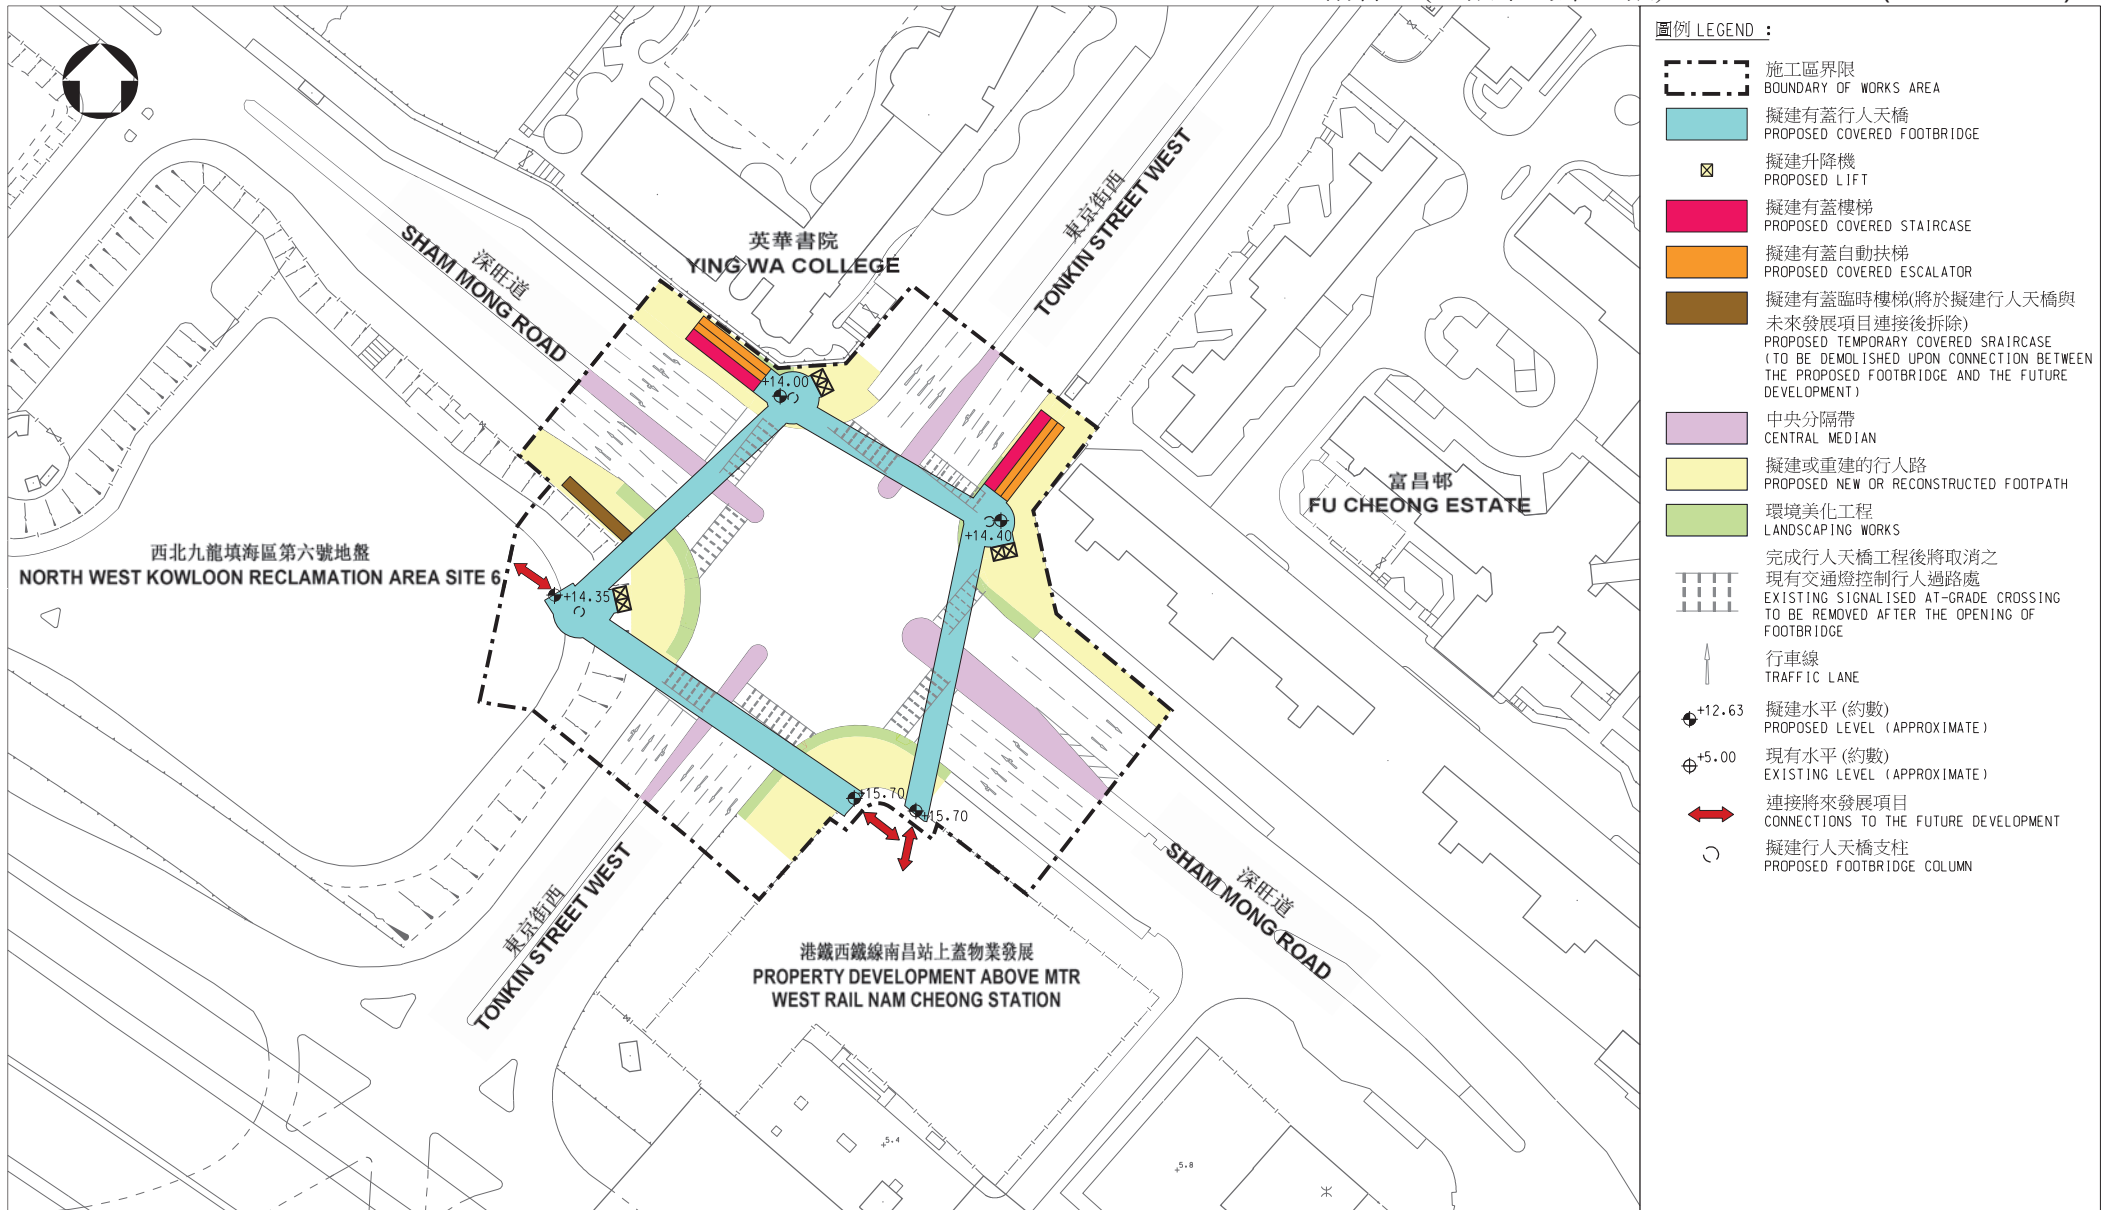 圖例 LEGEND :
施工區界限
BOUNDARY OF WORKS AREA
擬建有蓋行人天橋
PROPOSED COVERED FOOTBRIDGE
擬建升降機
PROPOSED LIFT
擬建有蓋樓梯
PROPOSED COVERED STAIRCASE
擬建有蓋自動扶梯
PROPOSED COVERED ESCALATOR
擬建有蓋臨時樓梯(將於擬建行人天橋與
未來發展項目連接後拆除)
PROPOSED TEMPORARY COVERED SRAIRCASE
(TO BE DEMOLISHED UPON CONNECTION BETWEEN
THE PROPOSED FOOTBRIDGE AND THE FUTURE
DEVELOPMENT)
中央分隔帶
CENTRAL MEDIAN
擬建或重建的行人路
PROPOSED NEW OR RECONSTRUCTED FOOTPATH
環境美化工程
LANDSCAPING WORKS
完成行人天橋工程後將取消之
現有交通燈控制行人過路處
EXISTING SIGNALISED AT-GRADE CROSSING
TO BE REMOVED AFTER THE OPENING OF
FOOTBRIDGE
行車線
TRAFFIC LANE
+12.63
擬建水平 (約數)
PROPOSED LEVEL (APPROXIMATE)
+5.00
現有水平 (約數)
EXISTING LEVEL (APPROXIMATE)
連接將來發展項目
CONNECTIONS TO THE FUTURE DEVELOPMENT
擬建行人天橋支柱
PROPOSED FOOTBRIDGE COLUMN
深旺道
SHAM MONG ROAD
英華書院
YING WA COLLEGE
東京街西
TONKIN STREET WEST
富昌邨
FU CHEONG ESTATE
西北九龍填海區第六號地盤
NORTH WEST KOWLOON RECLAMATION AREA SITE 6
+14.00
+14.40
+14.35
+15.70
+15.70
東京街西
TONKIN STREET WEST
深旺道
SHAM MONG ROAD
港鐵西鐵線南昌站上蓋物業發展
PROPERTY DEVELOPMENT ABOVE MTR
WEST RAIL NAM CHEONG STATION
5.4
5.8